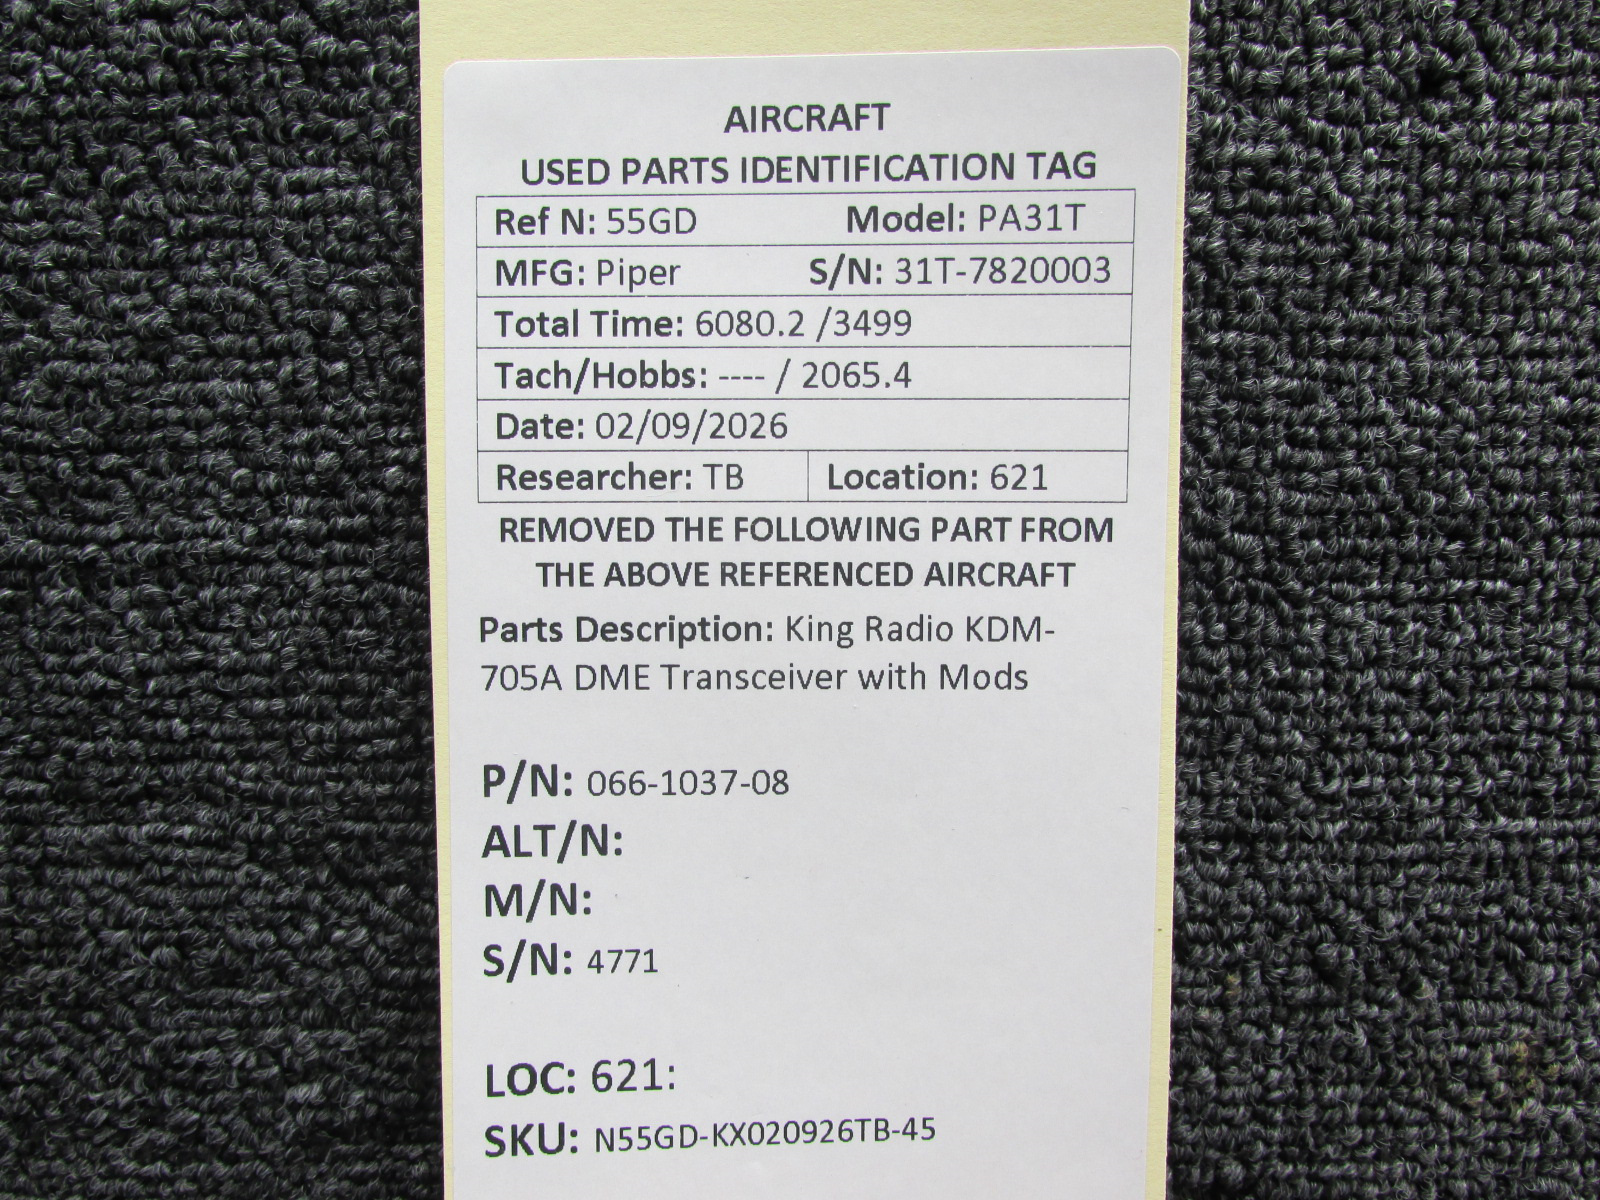 AIRCRAFT
USED PARTS IDENTIFICATION TAG
Ref N: 55GD Model: PA31T
MFG: Piper S/N: 31T-7820003
Total Time: 6080.2 /3499
Tach/Hobbs: ---- / 2065.4
Date: 02/09/2026
Researcher: TB Location: 621
REMOVED THE FOLLOWING PART FROM
THE ABOVE REFERENCED AIRCRAFT
Parts Description: King Radio KDM-
705A DME Transceiver with Mods
P/N: 066-1037-08
ALT/N:
M/N:
S/N: 4771
LOC: 621:
SKU: N55GD-KX020926TB-45